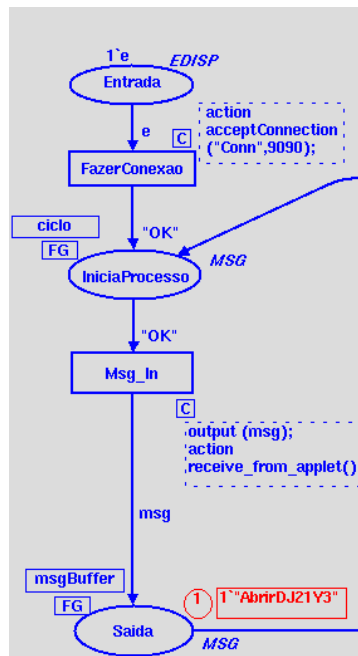 1`e
EDISP
Entrada
e
C
action
acceptConnection
("Conn",9090);
FazerConexao
ciclo
"OK"
FG
MSG
IniciaProcesso
"OK"
Msg_In
C
output (msg);
action
receive_from_applet()
msg
msgBuffer
FG
1
1`"AbrirDJ21Y3"
Saida
MSG